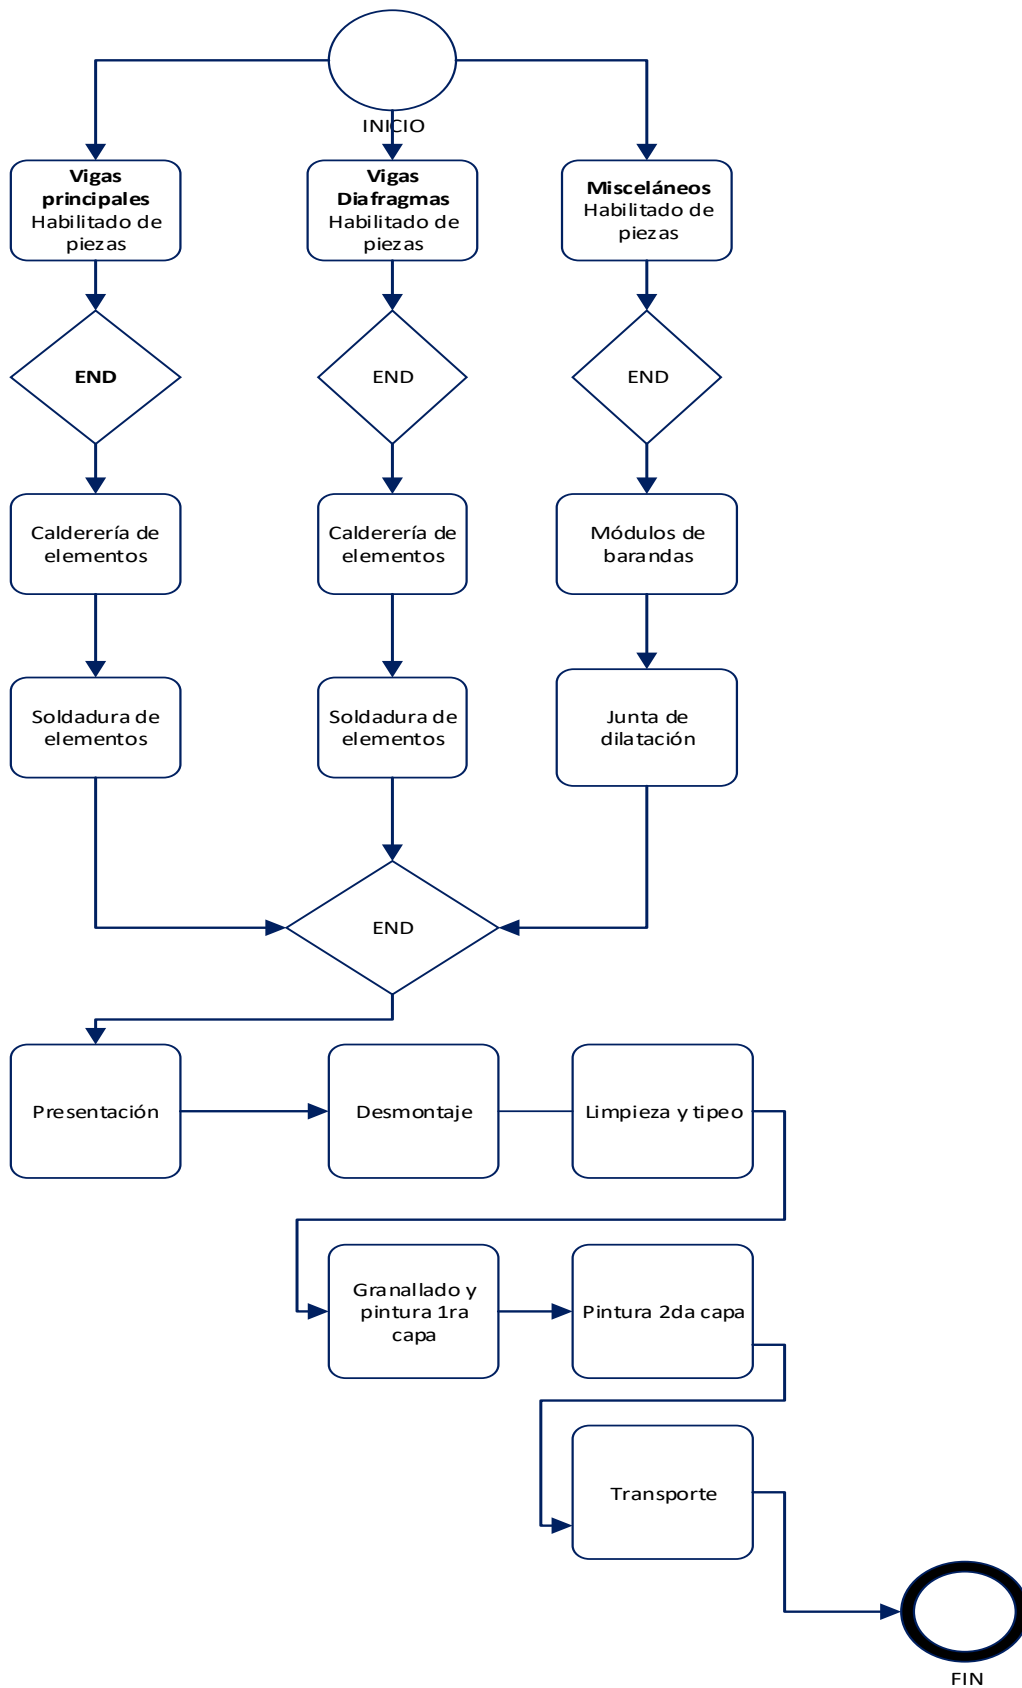 INICIO
Vigas
principales
Habilitado de
piezas
Vigas
Diafragmas
Habilitado de
piezas
Misceláneos
Habilitado de
piezas
END
END
END
Calderería de
elementos
Calderería de
elementos
Módulos de
barandas
Soldadura de
elementos
Soldadura de
elementos
Junta de
dilatación
END
Presentación
Desmontaje
Limpieza y tipeo
Granallado y
pintura 1ra
capa
Pintura 2da capa
Transporte
FIN